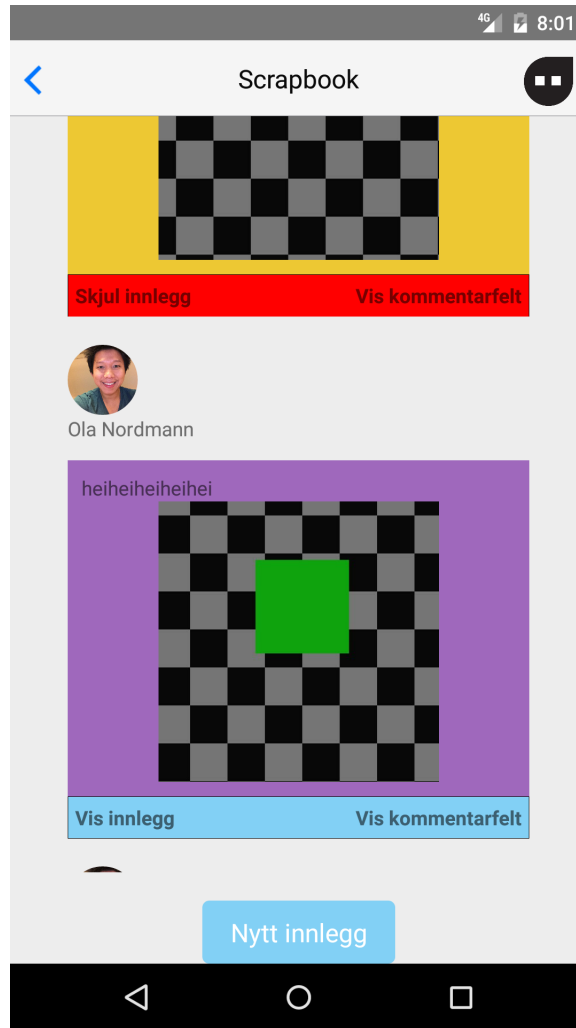 4G 8:01
Scrapbook
Skjul innlegg Vis kommentarfelt
Ola Nordmann
heiheiheiheihei
Vis innlegg Vis kommentarfelt
Nytt innlegg